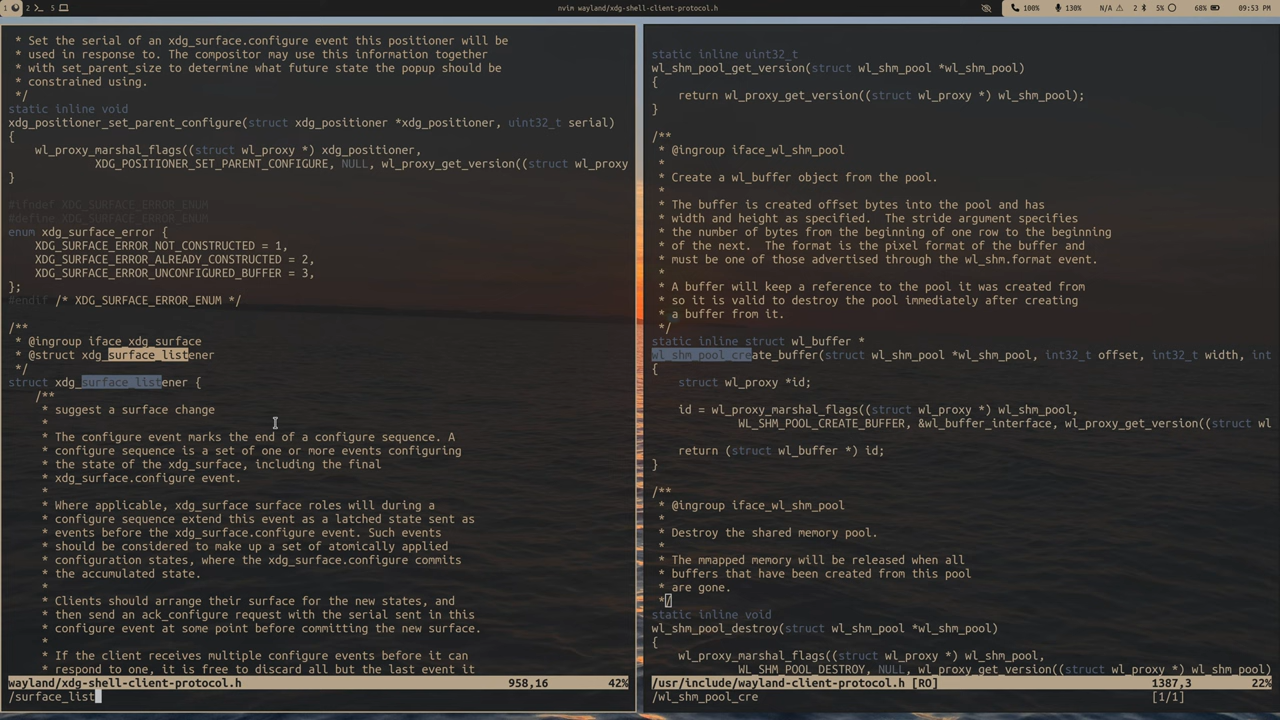 1 2 5 nvim wayland/xdg-shell-client-protocol.h 100% 130% N/A 2 5% 68% 09:53 PM
 * Set the serial of an xdg_surface.configure event this positioner will be
 * used in response to. The compositor may use this information together
 * with set_parent_size to determine what future state the popup should be
 * constrained using.
 */
static inline void
xdg_positioner_set_parent_configure(struct xdg_positioner *xdg_positioner, uint32_t serial)
{
    wl_proxy_marshal_flags((struct wl_proxy *) xdg_positioner,
             XDG_POSITIONER_SET_PARENT_CONFIGURE, NULL, wl_proxy_get_version((struct wl_proxy
}
#ifndef XDG_SURFACE_ERROR_ENUM
#define XDG_SURFACE_ERROR_ENUM
enum xdg_surface_error {
    XDG_SURFACE_ERROR_NOT_CONSTRUCTED = 1,
    XDG_SURFACE_ERROR_ALREADY_CONSTRUCTED = 2,
    XDG_SURFACE_ERROR_UNCONFIGURED_BUFFER = 3,
};
#endif /* XDG_SURFACE_ERROR_ENUM */
/**
 * @ingroup iface_xdg_surface
 * @struct xdg_surface_listener
 */
struct xdg_surface_listener {
    /**
     * suggest a surface change
     *
     * The configure event marks the end of a configure sequence. A
     * configure sequence is a set of one or more events configuring
     * the state of the xdg_surface, including the final
     * xdg_surface.configure event.
     *
     * Where applicable, xdg_surface surface roles will during a
     * configure sequence extend this event as a latched state sent as
     * events before the xdg_surface.configure event. Such events
     * should be considered to make up a set of atomically applied
     * configuration states, where the xdg_surface.configure commits
     * the accumulated state.
     *
     * Clients should arrange their surface for the new states, and
     * then send an ack_configure request with the serial sent in this
     * configure event at some point before committing the new surface.
     *
     * If the client receives multiple configure events before it can
     * respond to one, it is free to discard all but the last event it
wayland/xdg-shell-client-protocol.h 958,16 42%
/surface_list
static inline uint32_t
wl_shm_pool_get_version(struct wl_shm_pool *wl_shm_pool)
{
    return wl_proxy_get_version((struct wl_proxy *) wl_shm_pool);
}
/**
 * @ingroup iface_wl_shm_pool
 *
 * Create a wl_buffer object from the pool.
 *
 * The buffer is created offset bytes into the pool and has
 * width and height as specified.  The stride argument specifies
 * the number of bytes from the beginning of one row to the beginning
 * of the next.  The format is the pixel format of the buffer and
 * must be one of those advertised through the wl_shm.format event.
 *
 * A buffer will keep a reference to the pool it was created from
 * so it is valid to destroy the pool immediately after creating
 * a buffer from it.
 */
static inline struct wl_buffer *
wl_shm_pool_create_buffer(struct wl_shm_pool *wl_shm_pool, int32_t offset, int32_t width, int
{
    struct wl_proxy *id;
    id = wl_proxy_marshal_flags((struct wl_proxy *) wl_shm_pool,
             WL_SHM_POOL_CREATE_BUFFER, &wl_buffer_interface, wl_proxy_get_version((struct wl
    return (struct wl_buffer *) id;
}
/**
 * @ingroup iface_wl_shm_pool
 *
 * Destroy the shared memory pool.
 *
 * The mmapped memory will be released when all
 * buffers that have been created from this pool
 * are gone.
 */
static inline void
wl_shm_pool_destroy(struct wl_shm_pool *wl_shm_pool)
{
    wl_proxy_marshal_flags((struct wl_proxy *) wl_shm_pool,
             WL_SHM_POOL_DESTROY, NULL, wl_proxy_get_version((struct wl_proxy *) wl_shm_pool)
/usr/include/wayland-client-protocol.h [RO] 1387,3 22%
/wl_shm_pool_cre [1/1]